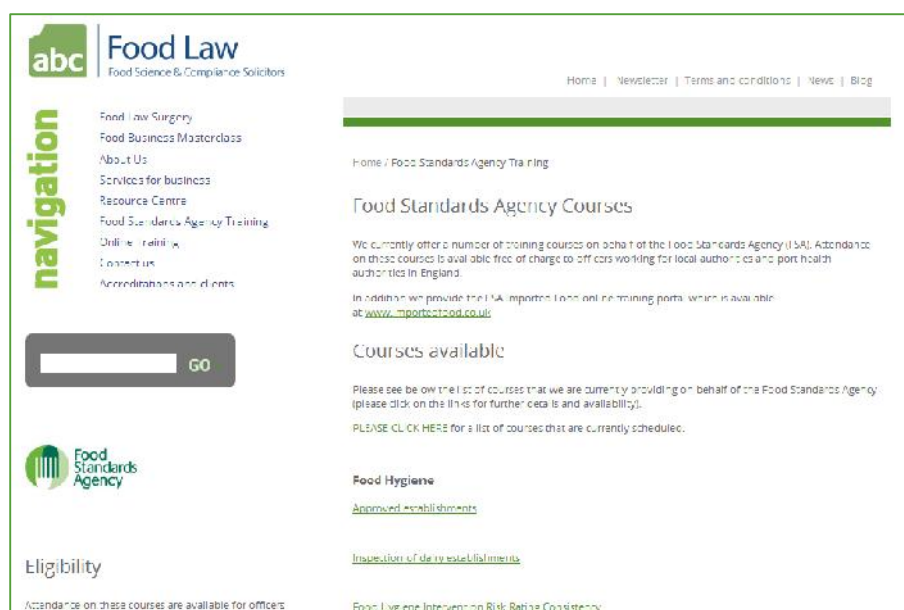 abc
Food Law
Food Science & Compliance Solicitors
Home | Newsletter | Terms and conditions | News | Blog
navigation
Food Law Surgery
Food Business Masterclass
About Us
Services for business
Resource Centre
Food Standards Agency Training
Online Training
Contact us
Accreditations and clients
GO
Food
Standards
Agency
Eligibility
Attendance on these courses are available for officers
Home / Food Standards Agency Training
Food Standards Agency Courses
We currently offer a number of training courses on behalf of the Food Standards Agency (FSA). Attendance
on these courses is available free of charge to officers working for local authorities and port health
authorities in England.
In addition we provide the FSA Imported Food online training portal which is available
at www.importedfood.co.uk
Courses available
Please see below the list of courses that we are currently providing on behalf of the Food Standards Agency
(please click on the links for further details and availability).
PLEASE CLICK HERE for a list of courses that are currently scheduled.
Food Hygiene
Approved establishments
Inspection of dairy establishments
Food Hygiene Intervention Risk Rating Consistency